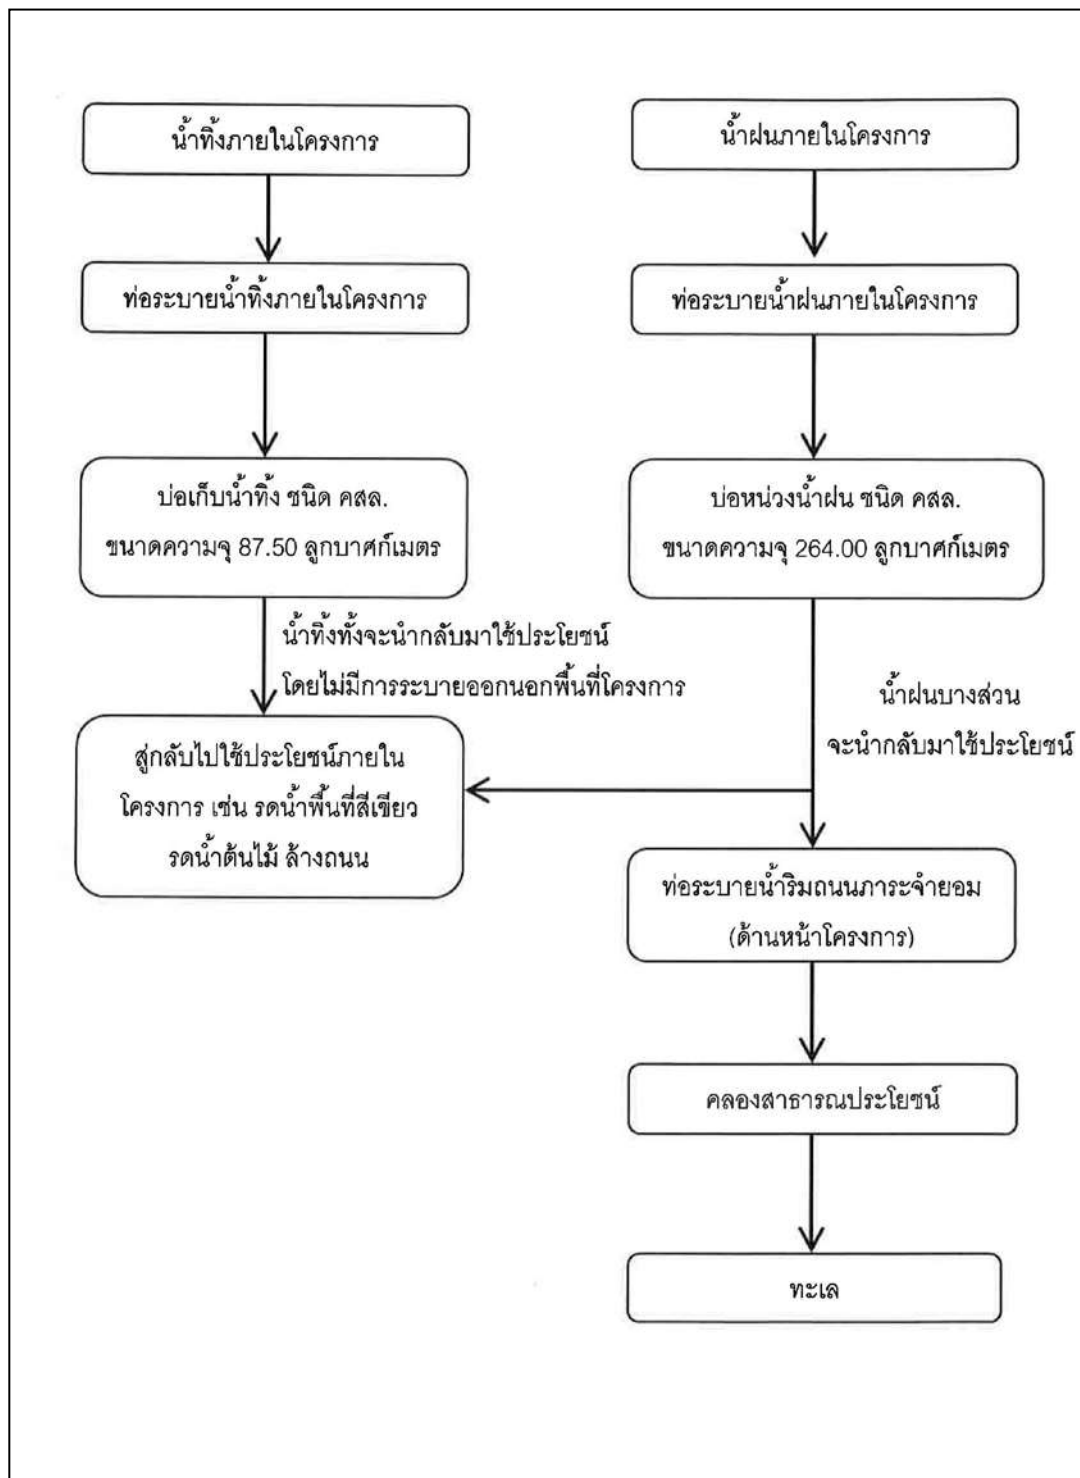 น้ำทิ้งภายในโครงการ
ท่อระบายน้ำทิ้งภายในโครงการ
บ่อเก็บน้ำทิ้ง ชนิด คสล.
ขนาดความจุ 87.50 ลูกบาศก์เมตร
น้ำทิ้งทั้งจะนำกลับมาใช้ประโยชน์
โดยไม่มีการระบายออกนอกพื้นที่โครงการ
สู่กลับไปใช้ประโยชน์ภายใน
โครงการ เช่น รดน้ำพื้นที่สีเขียว
รดน้ำต้นไม้ ล้างถนน
น้ำฝนภายในโครงการ
ท่อระบายน้ำฝนภายในโครงการ
บ่อหน่วงน้ำฝน ชนิด คสล.
ขนาดความจุ 264.00 ลูกบาศก์เมตร
น้ำฝนบางส่วน
จะนำกลับมาใช้ประโยชน์
ท่อระบายน้ำริมถนนภาระจำยอม
(ด้านหน้าโครงการ)
คลองสาธารณประโยชน์
ทะเล